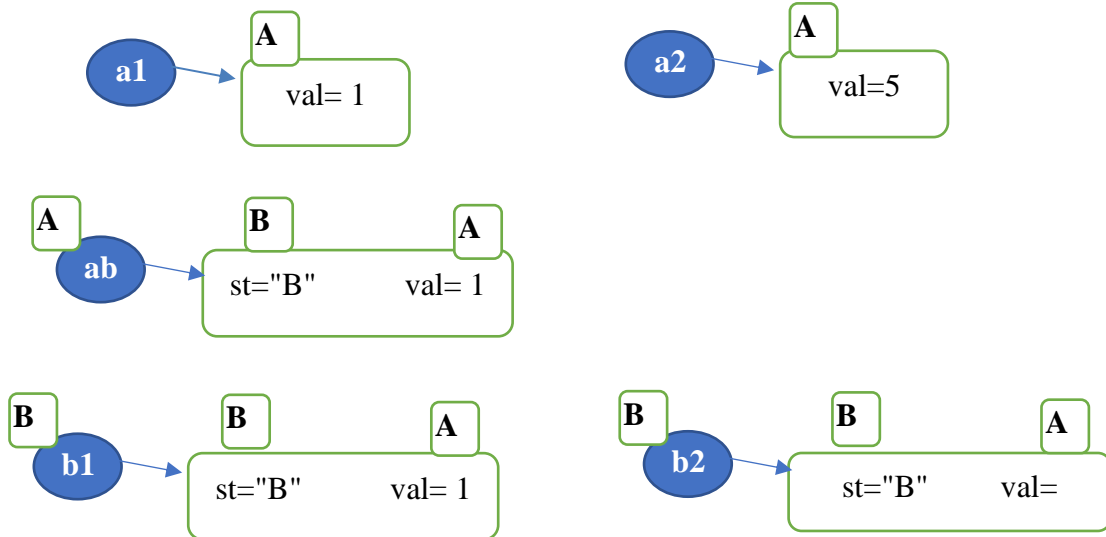 A
a1
val= 1
A
a2
val=5
A
ab
B
A
st="B" val= 1
B
b1
B
A
st="B" val= 1
B
b2
B
A
st="B" val=